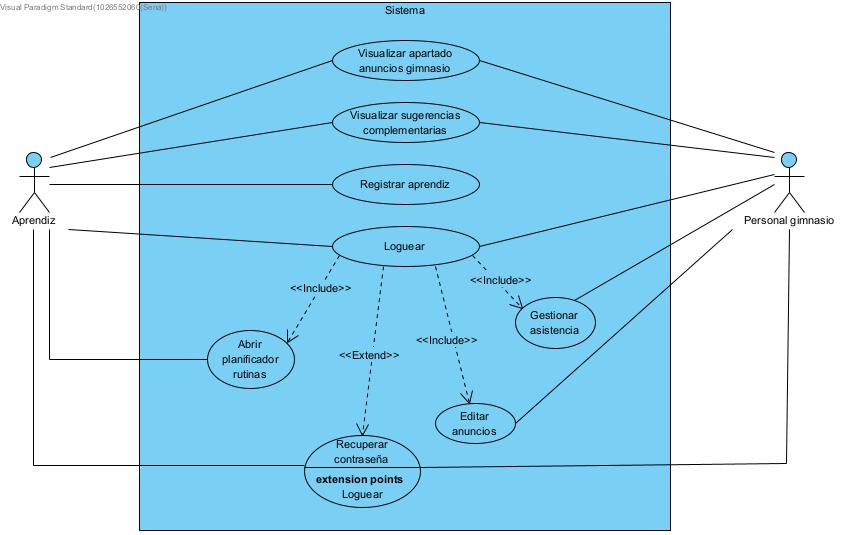 Visual Paradigm Standard(1026552060(Sena))
Sistema
Visualizar apartado
anuncios gimnasio
Visualizar sugerencias
complementarias
Registrar aprendiz
Aprendiz
Personal gimnasio
Loguear
<<Include>>
<<Include>>
Gestionar
asistencia
<<Include>>
<<Extend>>
Abrir
planificador
rutinas
Editar
anuncios
Recuperar
contraseña
extension points
Loguear